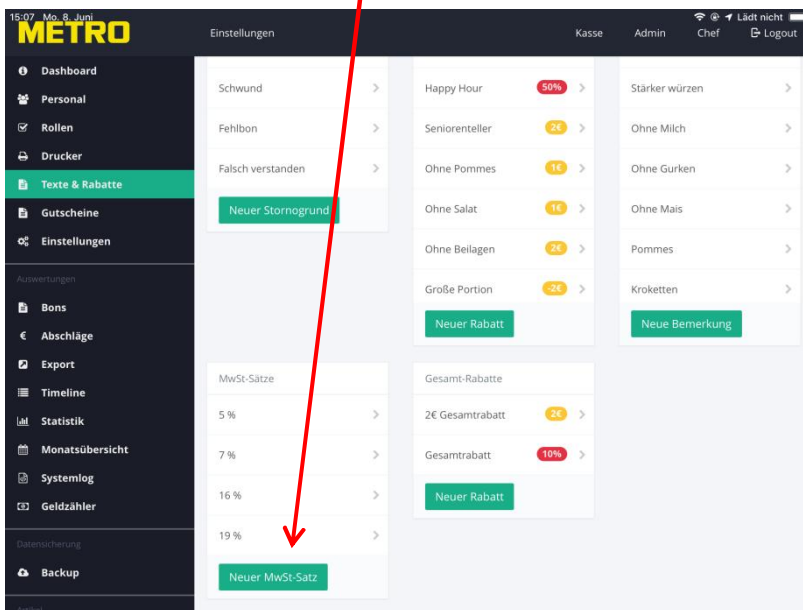 15:07 Mo. 8. Juni
Lädt nicht
METRO
Einstellungen
Kasse
Admin
Chef
Logout
Dashboard
Personal
Rollen
Drucker
Texte & Rabatte
Gutscheine
Einstellungen
Auswertungen
Bons
€ Abschläge
Export
Timeline
Statistik
Monatsübersicht
Systemlog
Geldzähler
Datensicherung
Backup
Artikel
Schwund
Fehlbon
Falsch verstanden
Neuer Stornogrund
Happy Hour 50%
Seniorenteller 2€
Ohne Pommes 1€
Ohne Salat 1€
Ohne Beilagen 2€
Große Portion -2€
Neuer Rabatt
Stärker würzen
Ohne Milch
Ohne Gurken
Ohne Mais
Pommes
Kroketten
Neue Bemerkung
MwSt-Sätze
5 %
7 %
16 %
19 %
Neuer MwSt-Satz
Gesamt-Rabatte
2€ Gesamtrabatt 2€
Gesamtrabatt 10%
Neuer Rabatt